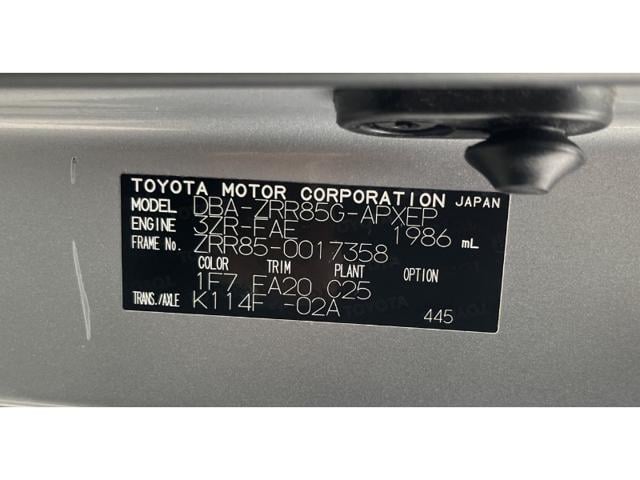 TOYOTA MOTOR CORPORATION JAPAN
MODEL DBA-ZRR85G-APXEP
ENGINE 3ZR-FAE 1986 mL
FRAME No. ZRR85-0017358
COLOR TRIM PLANT OPTION
1F7 FA20 C25
TRANS./AXLE K114F -02A
445